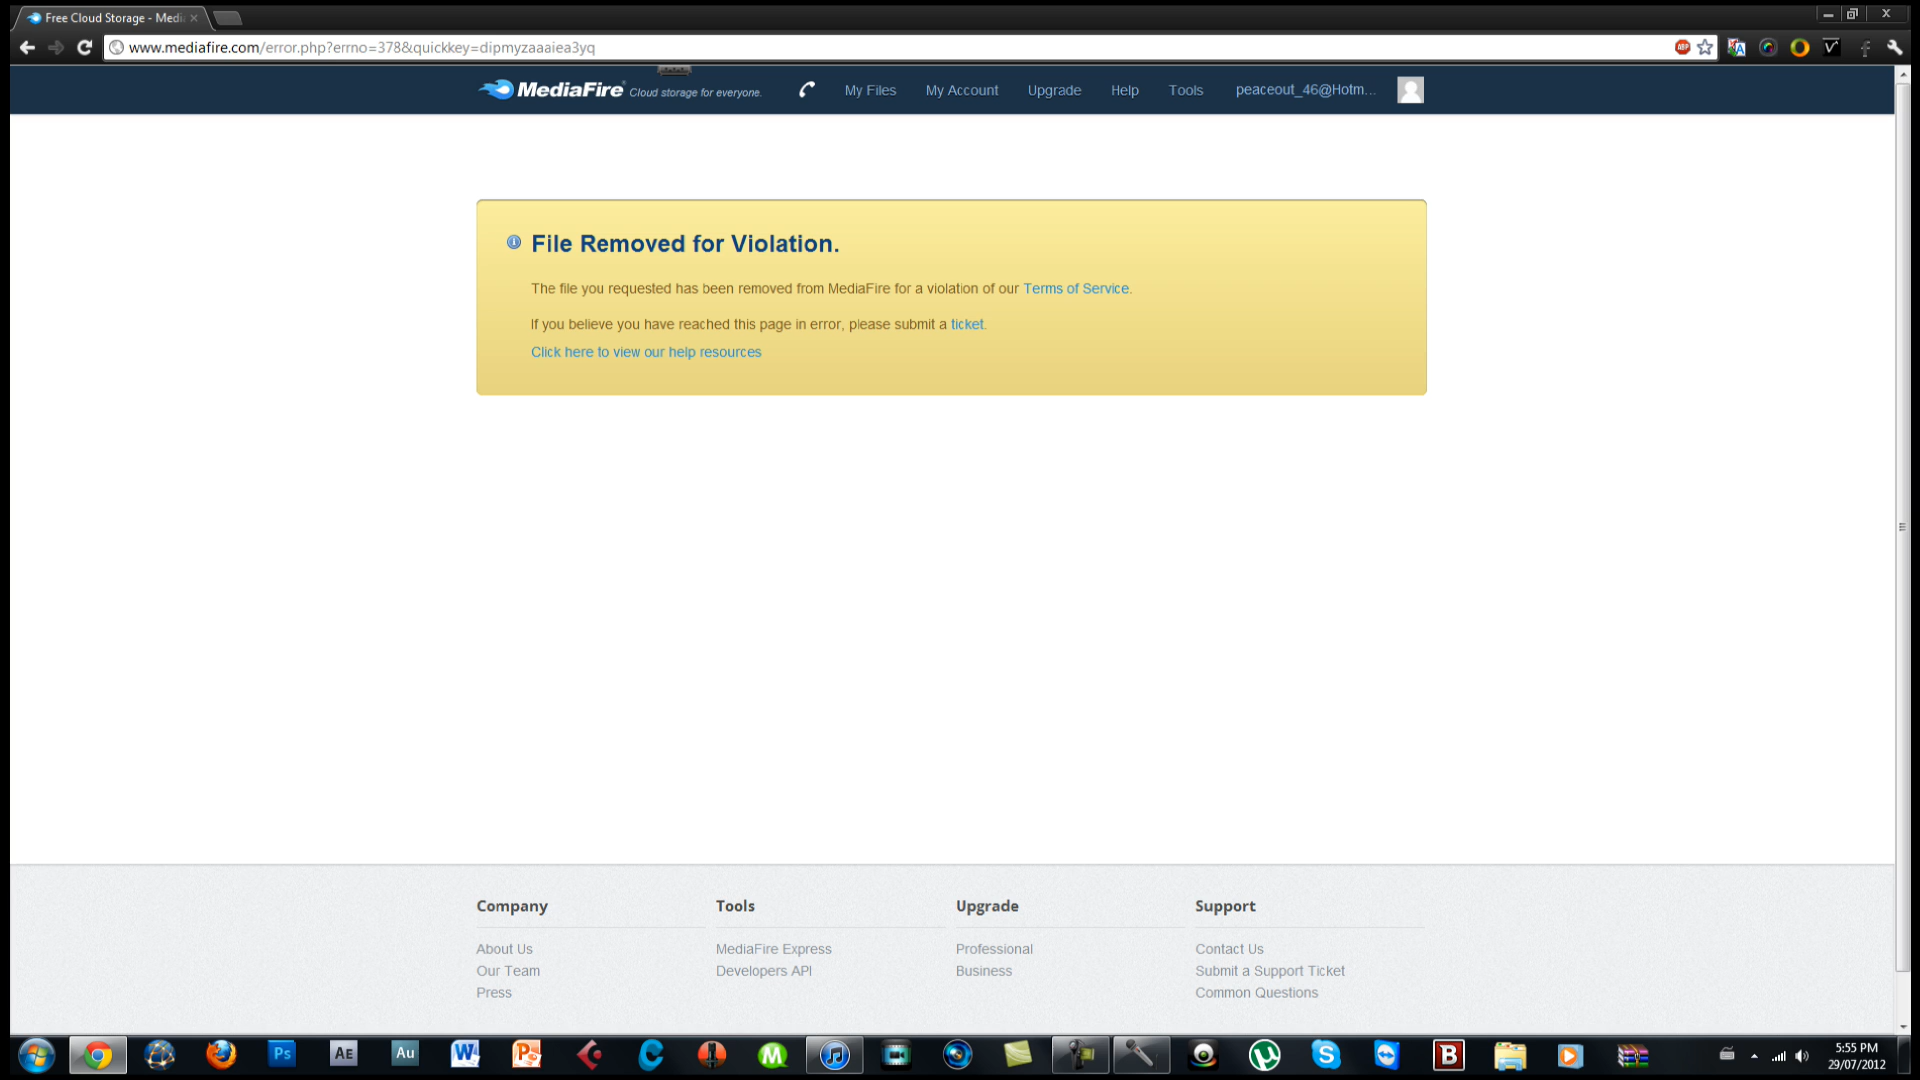 Free Cloud Storage - Medi
www.mediafire.com/error.php?errno=378&quickkey=dipmyzaaaiea3yq
ABP
MediaFire Cloud storage for everyone.
My Files
My Account
Upgrade
Help
Tools
peaceout_46@Hotm...
File Removed for Violation.
The file you requested has been removed from MediaFire for a violation of our Terms of Service.
If you believe you have reached this page in error, please submit a ticket.
Click here to view our help resources
Company
Tools
Upgrade
Support
About Us
MediaFire Express
Professional
Contact Us
Our Team
Developers API
Business
Submit a Support Ticket
Press
Common Questions
Ps
AE
Au
W
P
M
S
B
5:55 PM
29/07/2012